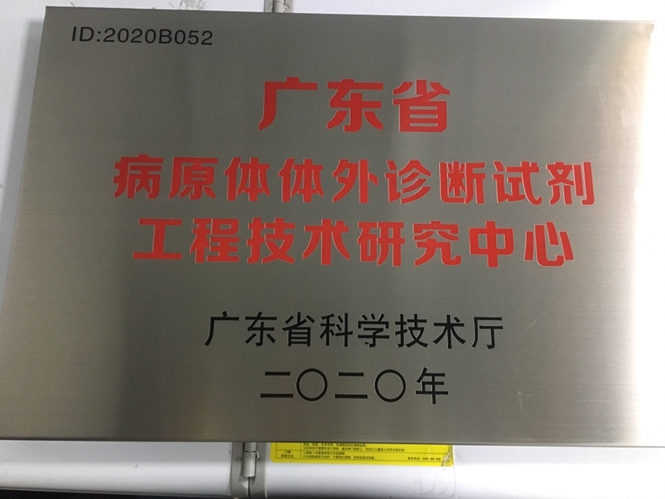 ID:2020B052
广东省
病原体体外诊断试剂
工程技术研究中心
广东省科学技术厅
二〇二〇年